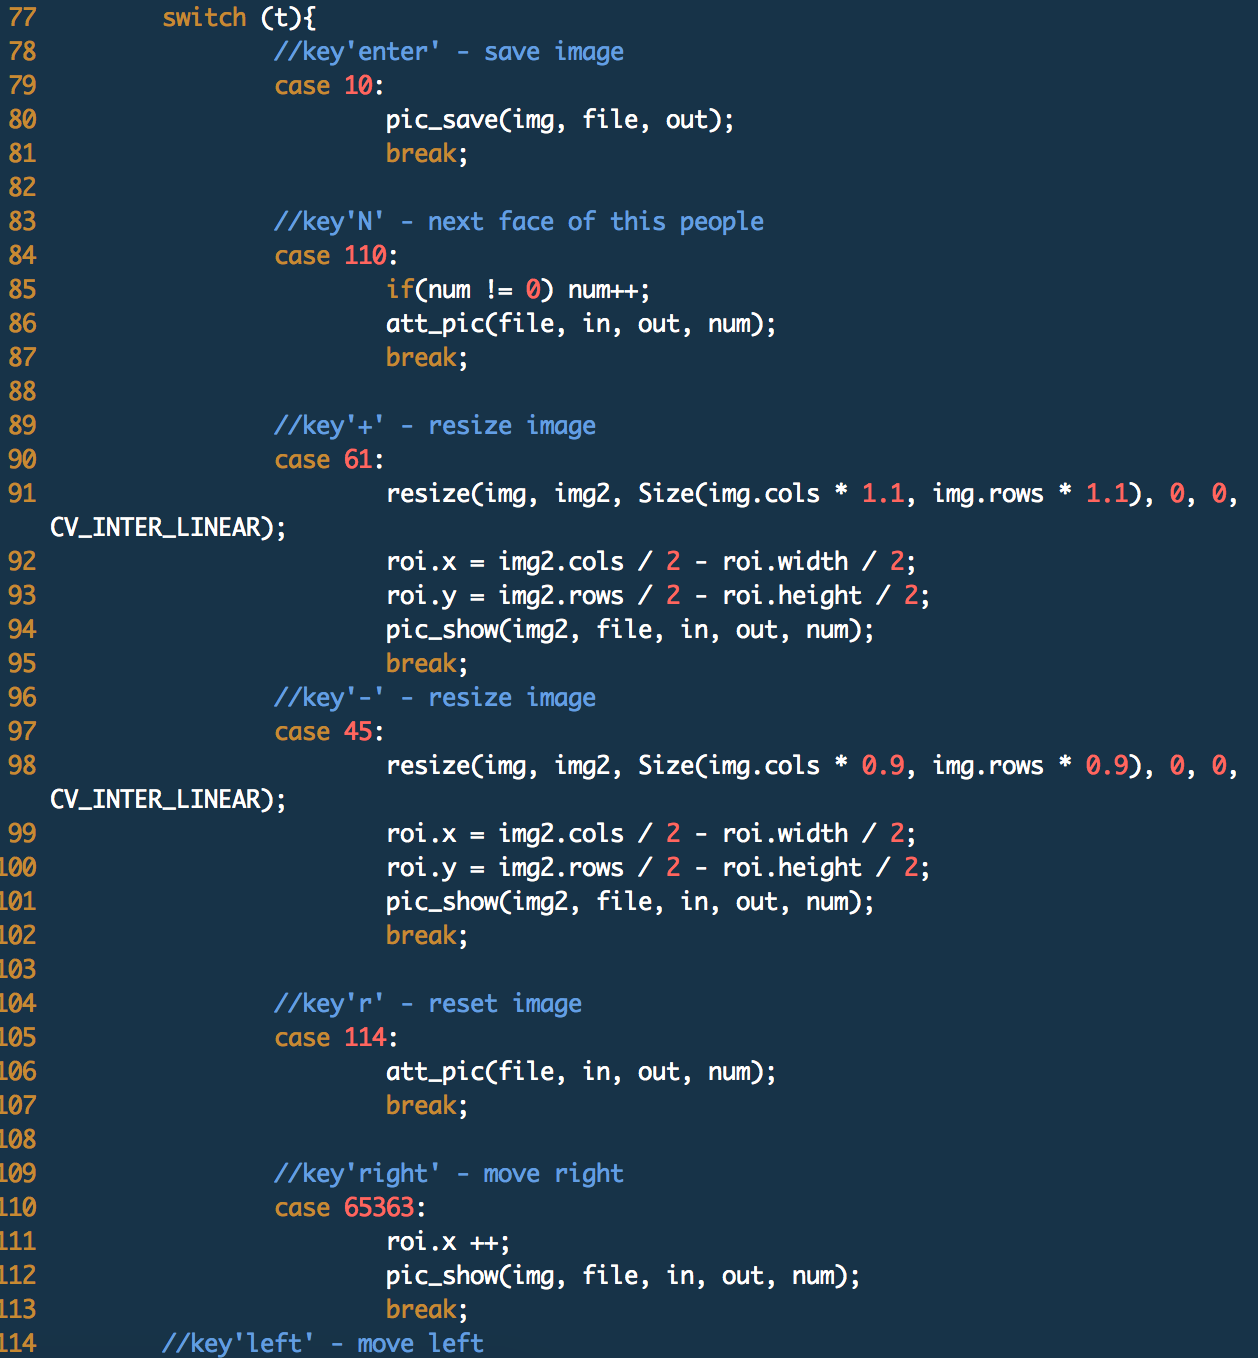 77 switch (t){
78 //key'enter' - save image
79 case 10:
80 pic_save(img, file, out);
81 break;
82
83 //key'N' - next face of this people
84 case 110:
85 if(num != 0) num++;
86 att_pic(file, in, out, num);
87 break;
88
89 //key'+' - resize image
90 case 61:
91 resize(img, img2, Size(img.cols * 1.1, img.rows * 1.1), 0, 0,
CV_INTER_LINEAR);
92 roi.x = img2.cols / 2 - roi.width / 2;
93 roi.y = img2.rows / 2 - roi.height / 2;
94 pic_show(img2, file, in, out, num);
95 break;
96 //key'-' - resize image
97 case 45:
98 resize(img, img2, Size(img.cols * 0.9, img.rows * 0.9), 0, 0,
CV_INTER_LINEAR);
99 roi.x = img2.cols / 2 - roi.width / 2;
100 roi.y = img2.rows / 2 - roi.height / 2;
101 pic_show(img2, file, in, out, num);
102 break;
103
104 //key'r' - reset image
105 case 114:
106 att_pic(file, in, out, num);
107 break;
108
109 //key'right' - move right
110 case 65363:
111 roi.x ++;
112 pic_show(img, file, in, out, num);
113 break;
114 //key'left' - move left